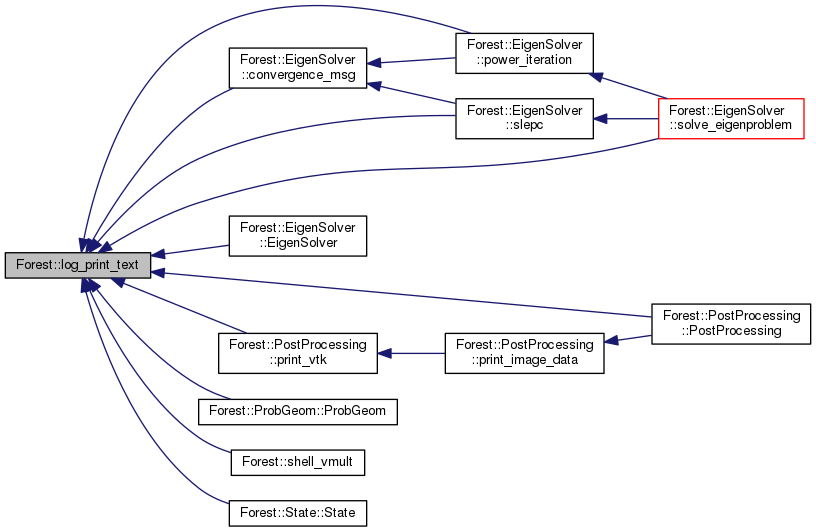 Forest::EigenSolver
::power_iteration
Forest::EigenSolver
::convergence_msg
Forest::EigenSolver
::slepc
Forest::EigenSolver
::solve_eigenproblem
Forest::EigenSolver
::EigenSolver
Forest::log_print_text
Forest::PostProcessing
::PostProcessing
Forest::PostProcessing
::print_vtk
Forest::PostProcessing
::print_image_data
Forest::ProbGeom::ProbGeom
Forest::shell_vmult
Forest::State::State